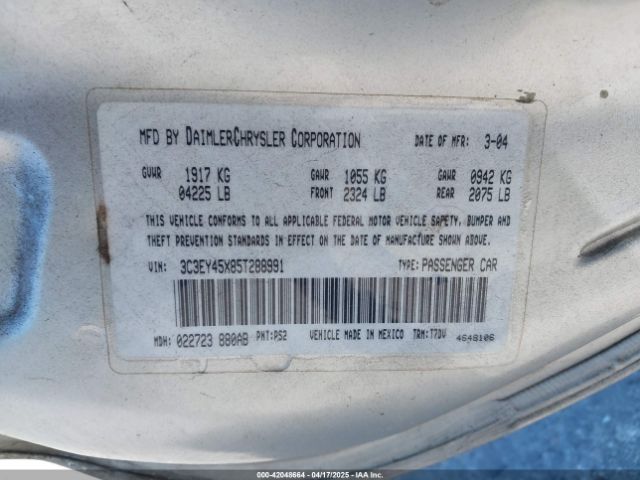 MFD BY DAIMLERCHRYSLER CORPORATION DATE OF MFR: 3-04
GVWR 1917 KG GAWR 1055 KG GAWR 0942 KG
04225 LB FRONT 2324 LB REAR 2075 LB
THIS VEHICLE CONFORMS TO ALL APPLICABLE FEDERAL MOTOR VEHICLE SAFETY, BUMPER AND
THEFT PREVENTION STANDARDS IN EFFECT ON THE DATE OF MANUFACTURE SHOWN ABOVE.
VIN: 3C3EY45X85T288991 TYPE: PASSENGER CAR
MDH: 022723 880AB PNT: PS2 VEHICLE MADE IN MEXICO TRM: T7DV 4648106
000-42048664 - 04/17/2025 - IAAI.COM